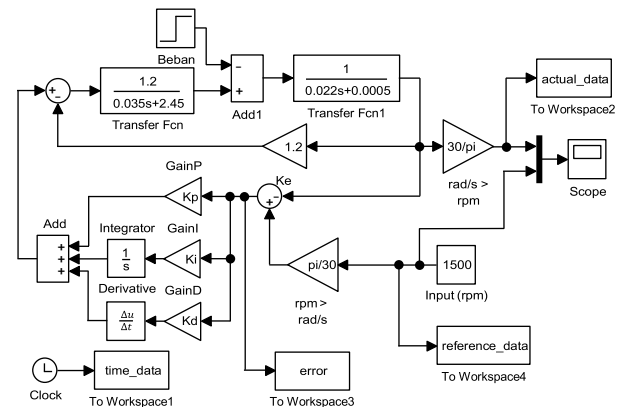 Beban
1.2
0.035s+2.45
Transfer Fcn
Add1
1
0.022s+0.0005
Transfer Fcn1
actual_data
To Workspace2
1.2
30/pi
rad/s >
rpm
Scope
GainP
Kp
Ke
Add
Integrator
1
s
GainI
Ki
pi/30
rpm >
rad/s
1500
Input (rpm)
Derivative
Δu
Δt
GainD
Kd
reference_data
To Workspace4
Clock
time_data
To Workspace1
error
To Workspace3